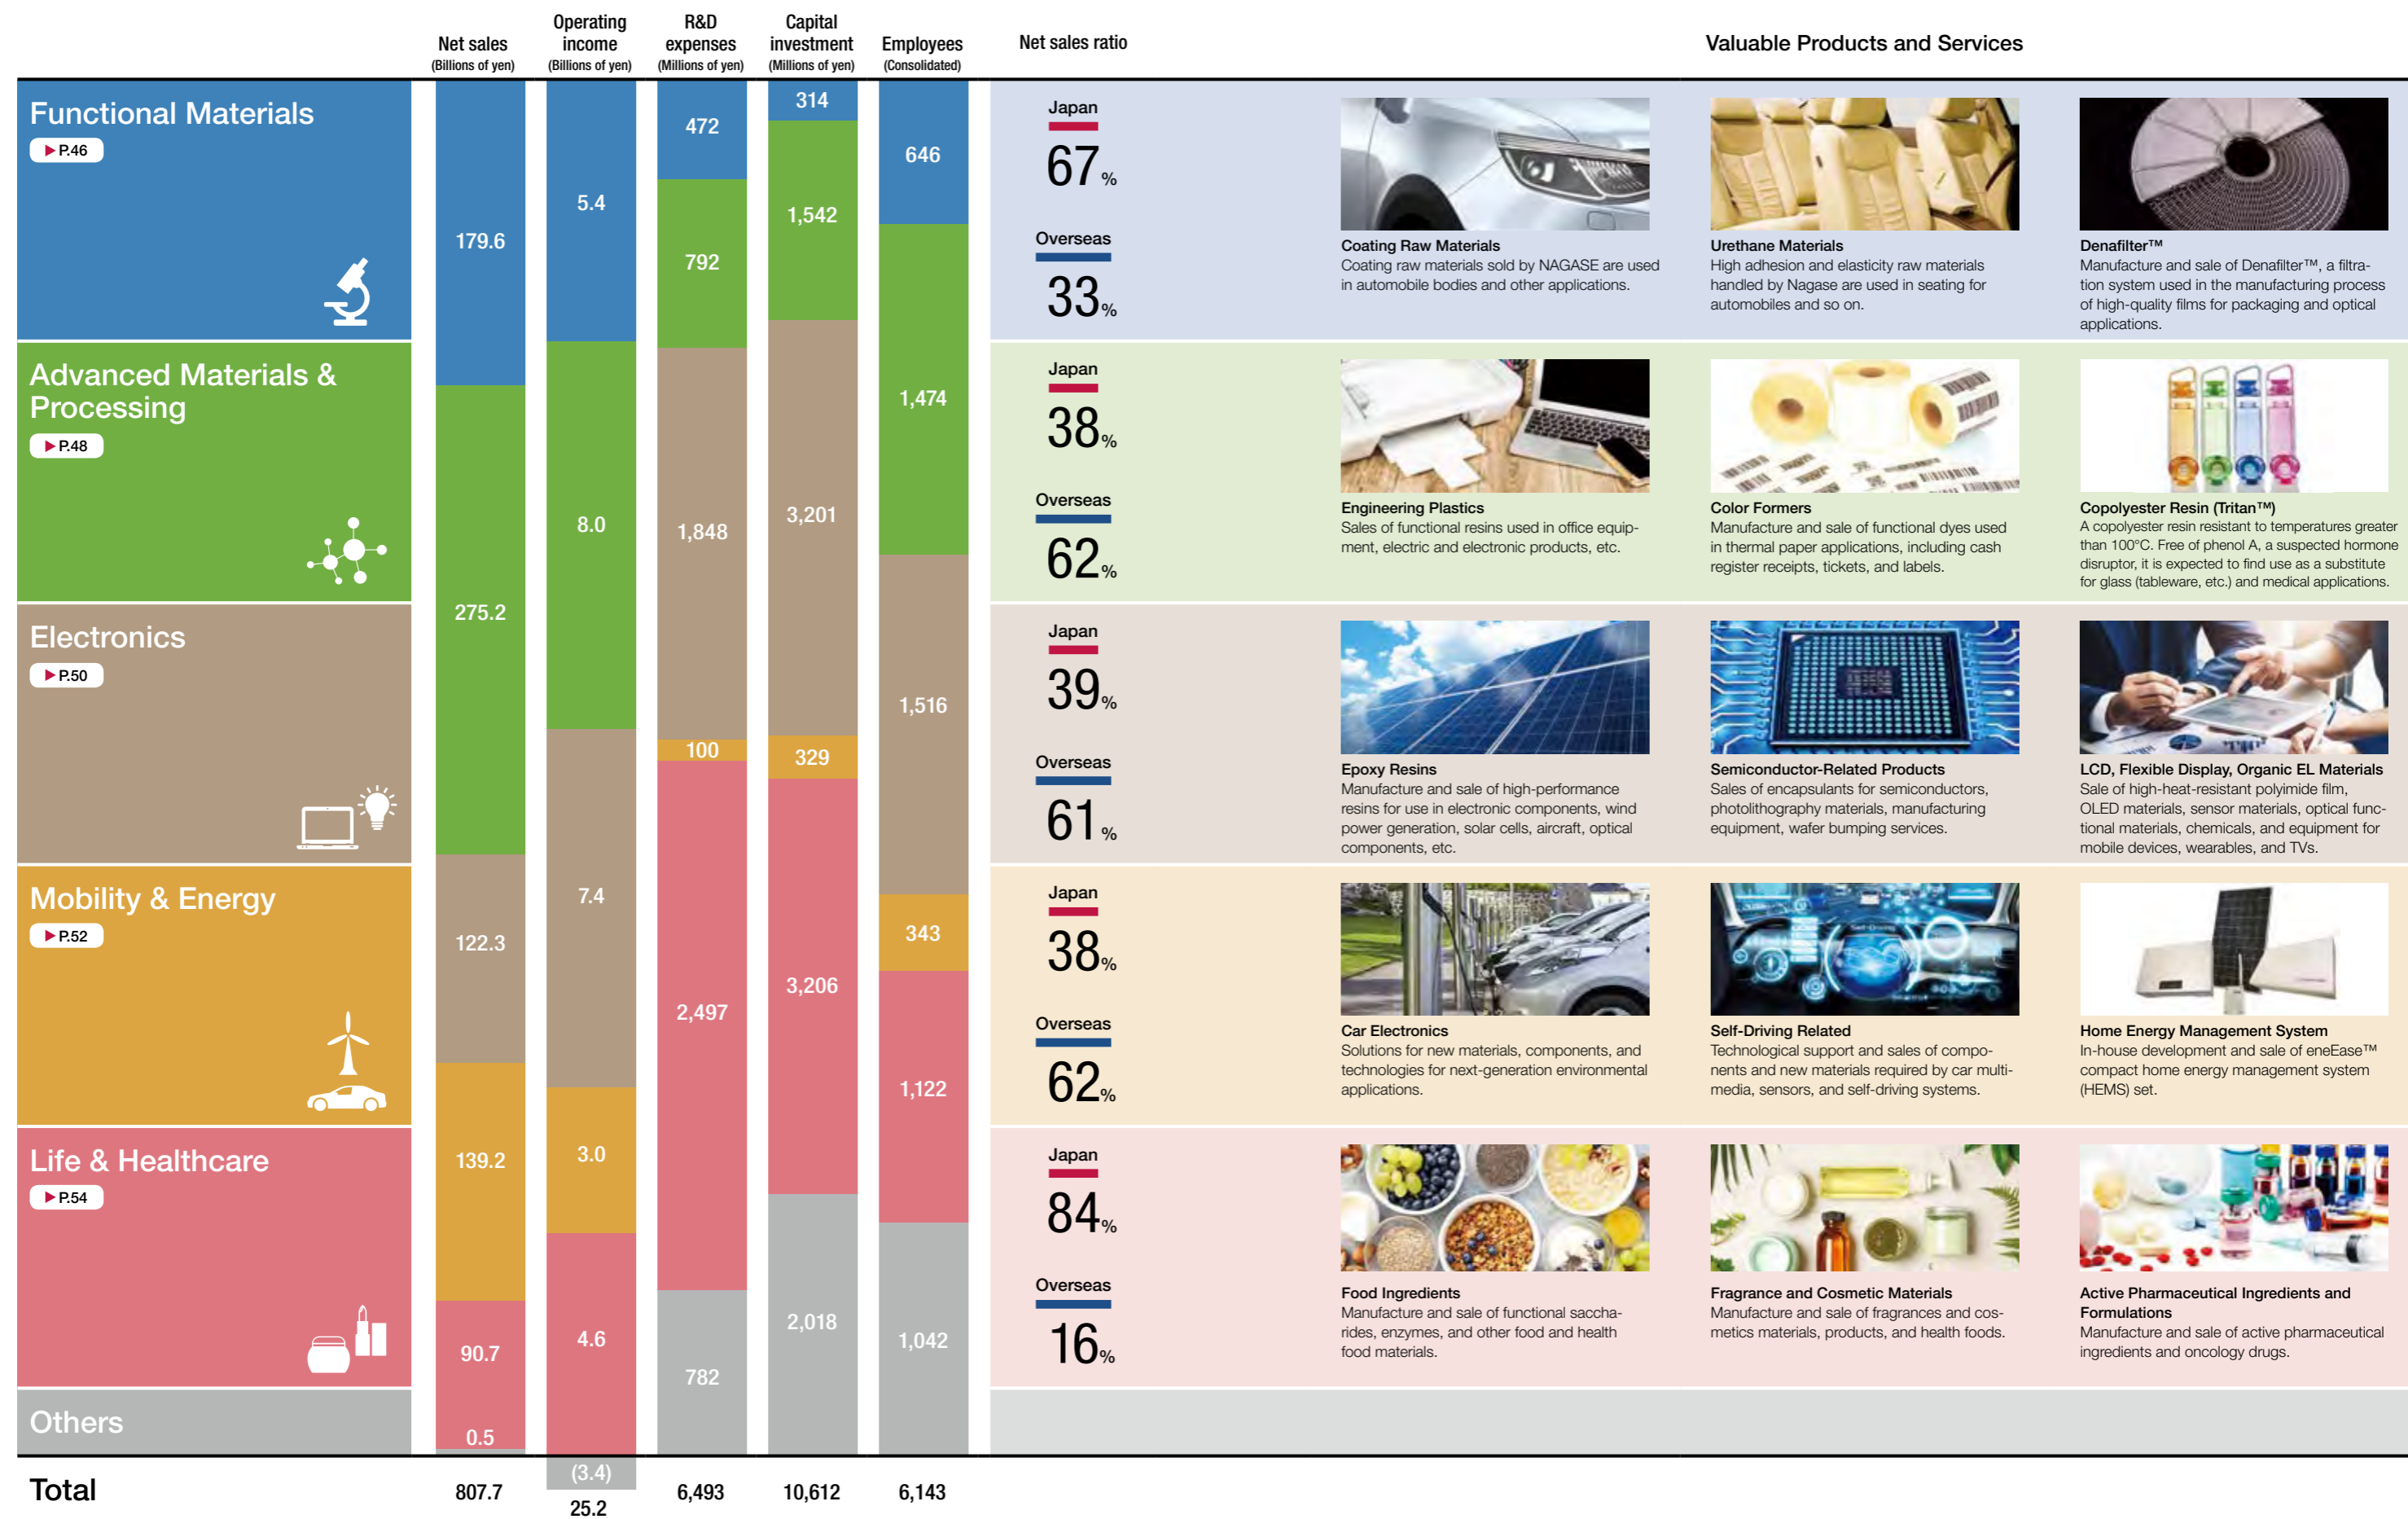 Net sales
(Billions of yen)
Operating
income
(Billions of yen)
R&D
expenses
(Millions of yen)
Capital
investment
(Millions of yen)
Employees
(Consolidated)
Net sales ratio
Valuable Products and Services
Functional Materials
P.46
Advanced Materials &
Processing
P.48
Electronics
P.50
Mobility & Energy
P.52
Life & Healthcare
P.54
Others
Total
179.6
275.2
122.3
139.2
90.7
0.5
807.7
5.4
8.0
7.4
3.0
4.6
(3.4)
25.2
472
792
1,848
100
2,497
782
6,493
314
1,542
3,201
329
3,206
2,018
10,612
646
1,474
1,516
343
1,122
1,042
6,143
Japan
67%
Overseas
33%
Coating Raw Materials
Coating raw materials sold by NAGASE are used
in automobile bodies and other applications.
Urethane Materials
High adhesion and elasticity raw materials
handled by Nagase are used in seating for
automobiles and so on.
Denafilter™
Manufacture and sale of Denafilter™, a filtra-
tion system used in the manufacturing process
of high-quality films for packaging and optical
applications.
Japan
38%
Overseas
62%
Engineering Plastics
Sales of functional resins used in office equip-
ment, electric and electronic products, etc.
Color Formers
Manufacture and sale of functional dyes used
in thermal paper applications, including cash
register receipts, tickets, and labels.
Copolyester Resin (Tritan™)
A copolyester resin resistant to temperatures greater
than 100°C. Free of phenol A, a suspected hormone
disruptor, it is expected to find use as a substitute
for glass (tableware, etc.) and medical applications.
Japan
39%
Overseas
61%
Epoxy Resins
Manufacture and sale of high-performance
resins for use in electronic components, wind
power generation, solar cells, aircraft, optical
components, etc.
Semiconductor-Related Products
Sales of encapsulants for semiconductors,
photolithography materials, manufacturing
equipment, wafer bumping services.
LCD, Flexible Display, Organic EL Materials
Sale of high-heat-resistant polyimide film,
OLED materials, sensor materials, optical func-
tional materials, chemicals, and equipment for
mobile devices, wearables, and TVs.
Japan
38%
Overseas
62%
Car Electronics
Solutions for new materials, components, and
technologies for next-generation environmental
applications.
Self-Driving
Self-Driving Related
Technological support and sales of compo-
nents and new materials required by car multi-
media, sensors, and self-driving systems.
Home Energy Management System
In-house development and sale of eneEase™
compact home energy management system
(HEMS) set.
Japan
84%
Overseas
16%
Food Ingredients
Manufacture and sale of functional saccha-
rides, enzymes, and other food and health
food materials.
Fragrance and Cosmetic Materials
Manufacture and sale of fragrances and cos-
metics materials, products, and health foods.
Active Pharmaceutical Ingredients and
Formulations
Manufacture and sale of active pharmaceutical
ingredients and oncology drugs.